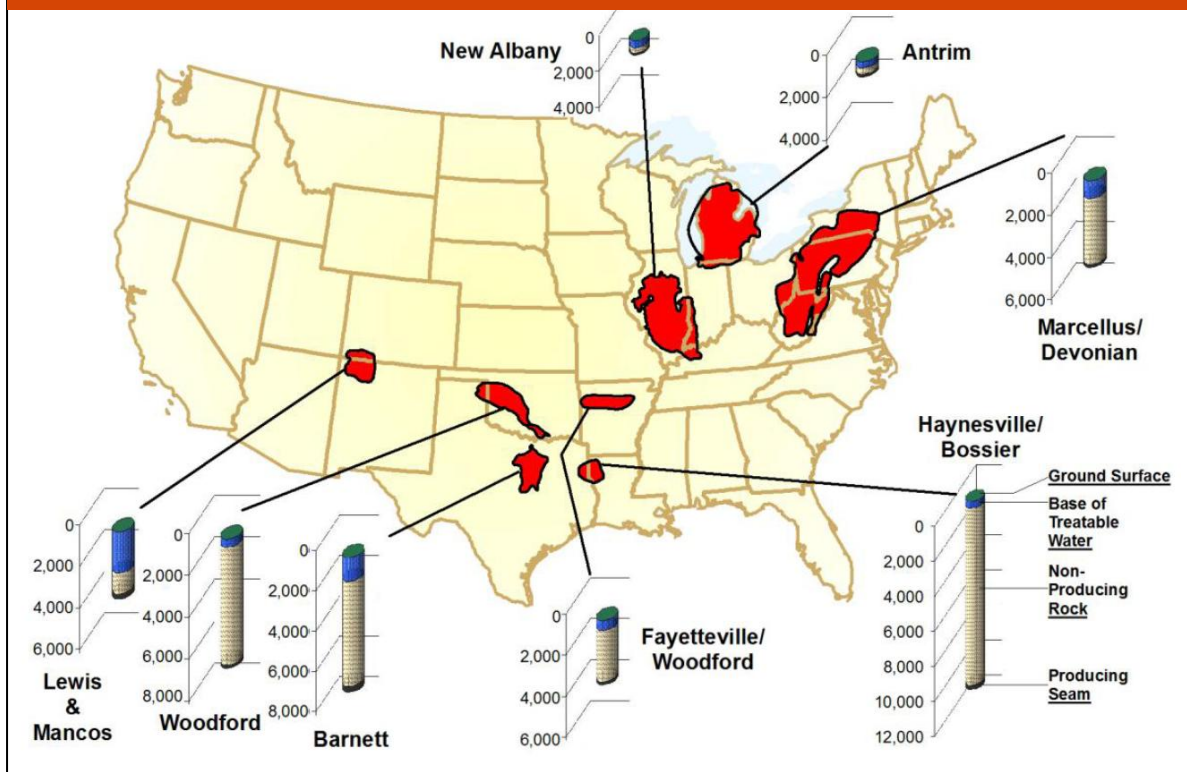 New Albany
0
2,000
4,000
Antrim
0
2,000
4,000
0
2,000
4,000
6,000
Marcellus/
Devonian
Haynesville/
Bossier
Ground Surface
Base of
Treatable
Water
Non-
Producing
Rock
Producing
Seam
0
2,000
4,000
6,000
8,000
10,000
12,000
0
2,000
4,000
6,000
Lewis
&
Mancos
0
2,000
4,000
6,000
8,000
Woodford
0
2,000
4,000
6,000
8,000
Barnett
0
2,000
4,000
6,000
Fayetteville/
Woodford